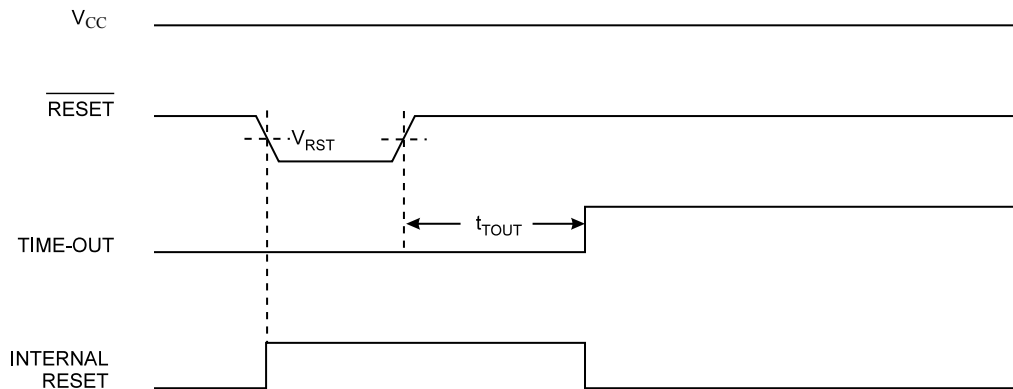 VCC
RESET
VRST
tTOUT
TIME-OUT
INTERNAL
RESET